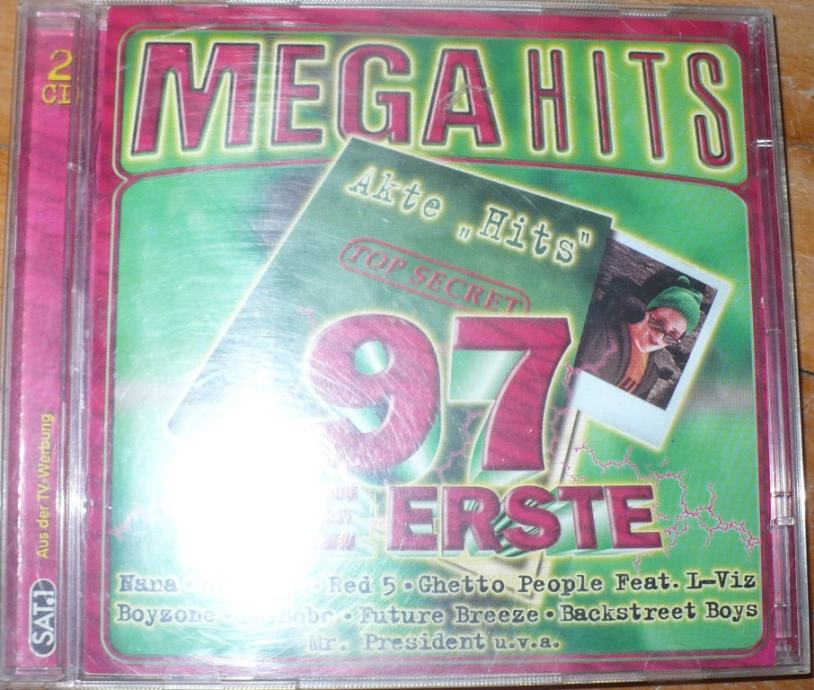 2
CD
MEGA HITS
Akte „Hits"
TOP SECRET
97
ERSTE
Nara • • Red 5 • Ghetto People Feat. L-Viz
Boyzone • Bobo • Future Breeze • Backstreet Boys
Mr. President u.v.a.
Aus der TV-Werbung
SAT.1